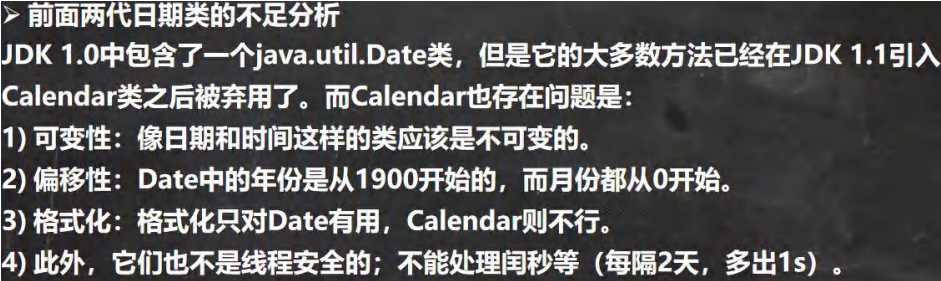 ➢ 前面两代日期类的不足分析
JDK 1.0中包含了一个java.util.Date类，但是它的大多数方法已经在JDK 1.1引入
Calendar类之后被弃用了。而Calendar也存在问题是：
1) 可变性：像日期和时间这样的类应该是不可变的。
2) 偏移性：Date中的年份是从1900开始的，而月份都从0开始。
3) 格式化：格式化只对Date有用，Calendar则不行。
4) 此外，它们也不是线程安全的；不能处理闰秒等（每隔2天，多出1s）。